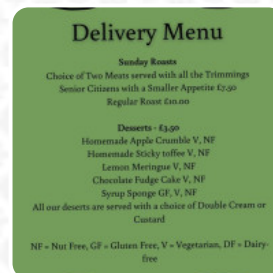 Delivery Menu
Sunday Roasts
Choice of Two Meats served with all the Trimmings
Senior Citizens with a Smaller Appetite £7.50
Regular Roast £10.00
Desserts - £3.50
Homemade Apple Crumble V, NF
Homemade Sticky toffee V, NF
Lemon Meringue V, NF
Chocolate Fudge Cake V, NF
Syrup Sponge GF, V, NF
All our deserts are served with a choice of Double Cream or
Custard
NF = Nut Free, GF = Gluten Free, V = Vegetarian, DF = Dairy-
free